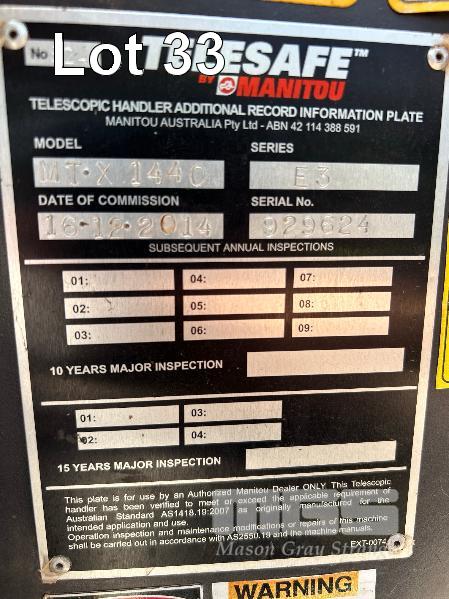 Lot 33
No
TELESAFE™
BY MANITOU
TELESCOPIC HANDLER ADDITIONAL RECORD INFORMATION PLATE
MANITOU AUSTRALIA Pty Ltd - ABN 42 114 388 591
MODEL SERIES
MT-X 1440 E3
DATE OF COMMISSION SERIAL No.
16-12-2014 929624
SUBSEQUENT ANNUAL INSPECTIONS
01: 04: 07:
02: 05: 08:
03: 06: 09:
10 YEARS MAJOR INSPECTION
01: 03:
02: 04:
15 YEARS MAJOR INSPECTION
This plate is for use by an Authorized Manitou Dealer ONLY. This Telescopic
handler has been verified to meet or exceed the applicable requirement of
Australian Standard AS1418.19:2007 as originally manufactured for the
intended application and use.
Operation inspection and maintenance modifications or repairs of this machine
shall be carried out in accordance with AS2550.19 and the machine manuals.
EXT-0074
Mason Gray Strange
WARNING